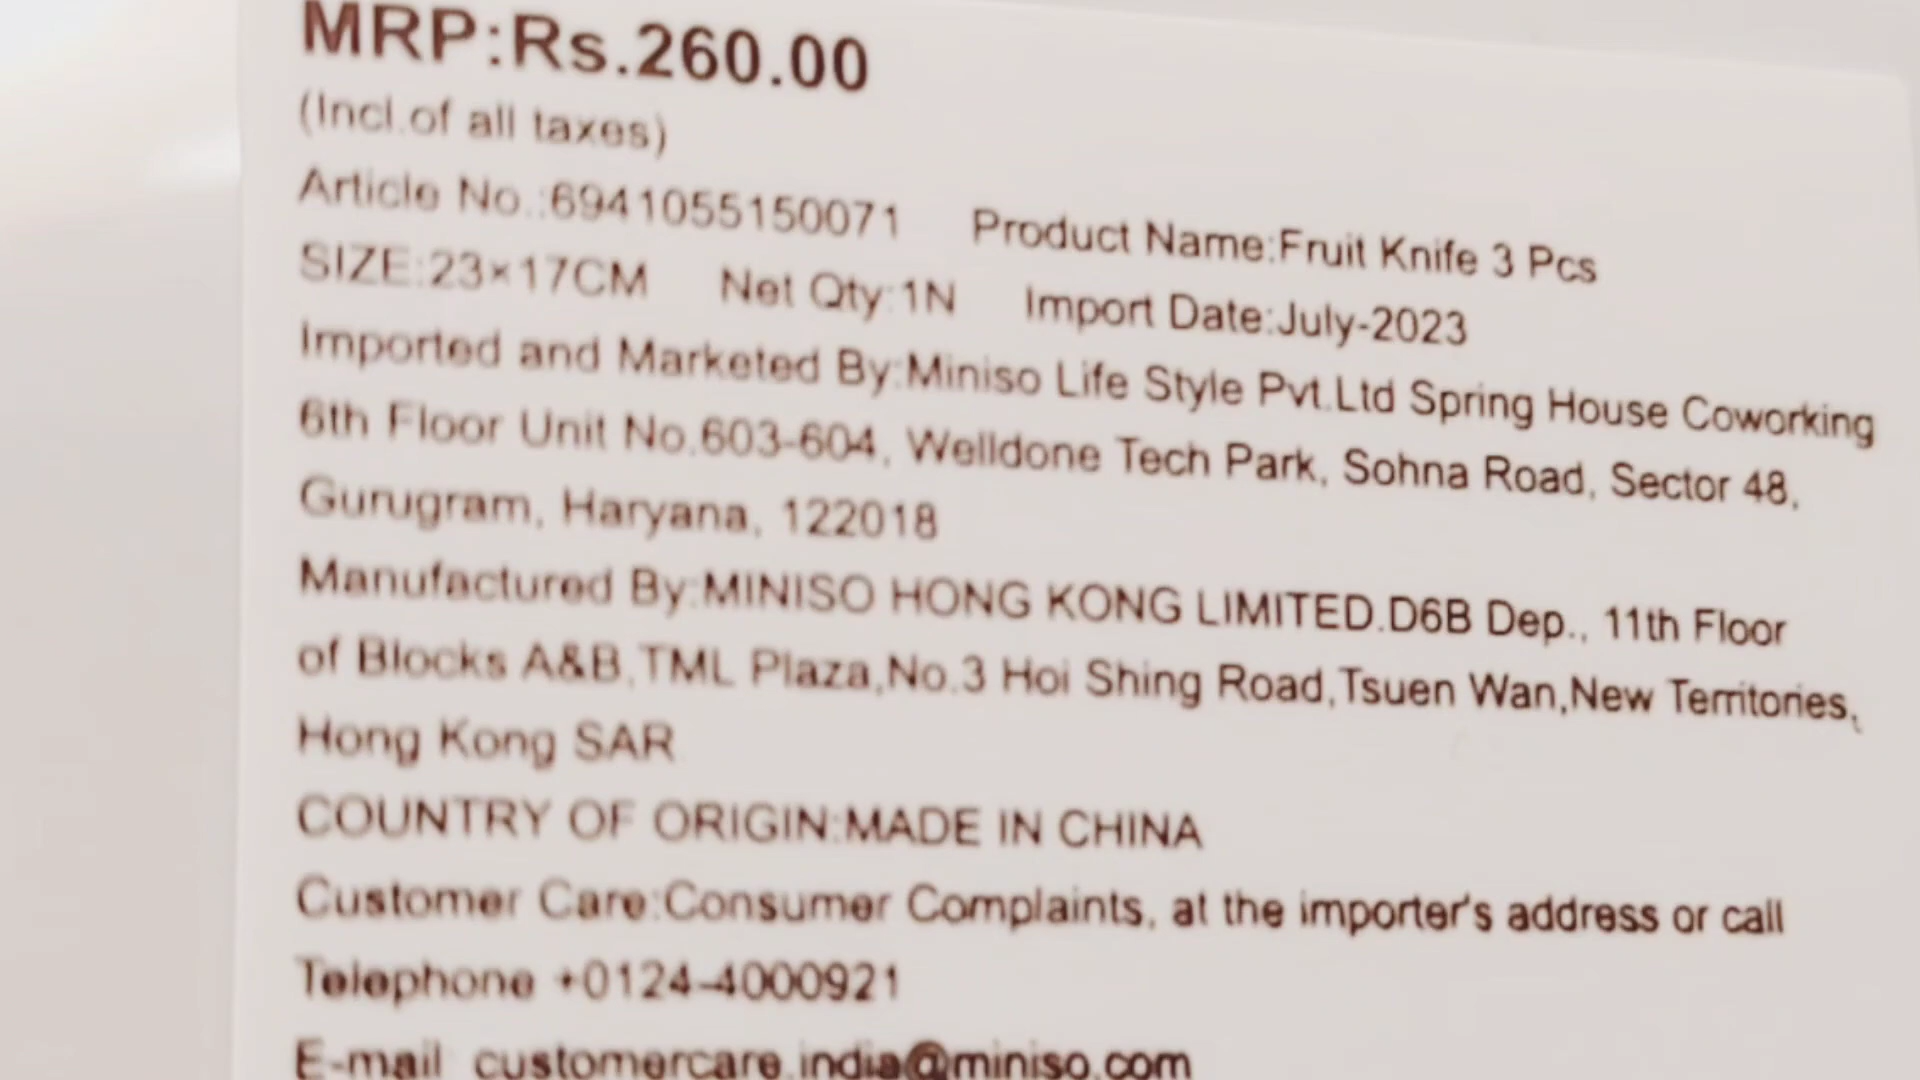 MRP:Rs.260.00
(Incl.of all taxes)
Article No.:6941055150071 Product Name:Fruit Knife 3 Pcs
SIZE:23×17CM Net Qty:1N Import Date:July-2023
Imported and Marketed By:Miniso Life Style Pvt.Ltd Spring House Coworking
6th Floor Unit No.603-604, Welldone Tech Park, Sohna Road, Sector 48,
Gurugram, Haryana, 122018
Manufactured By:MINISO HONG KONG LIMITED.D6B Dep., 11th Floor
of Blocks A&B,TML Plaza,No.3 Hoi Shing Road,Tsuen Wan,New Territories,
Hong Kong SAR
COUNTRY OF ORIGIN:MADE IN CHINA
Customer Care:Consumer Complaints, at the importer's address or call
Telephone +0124-4000921
E-mail customercare.india@miniso.com